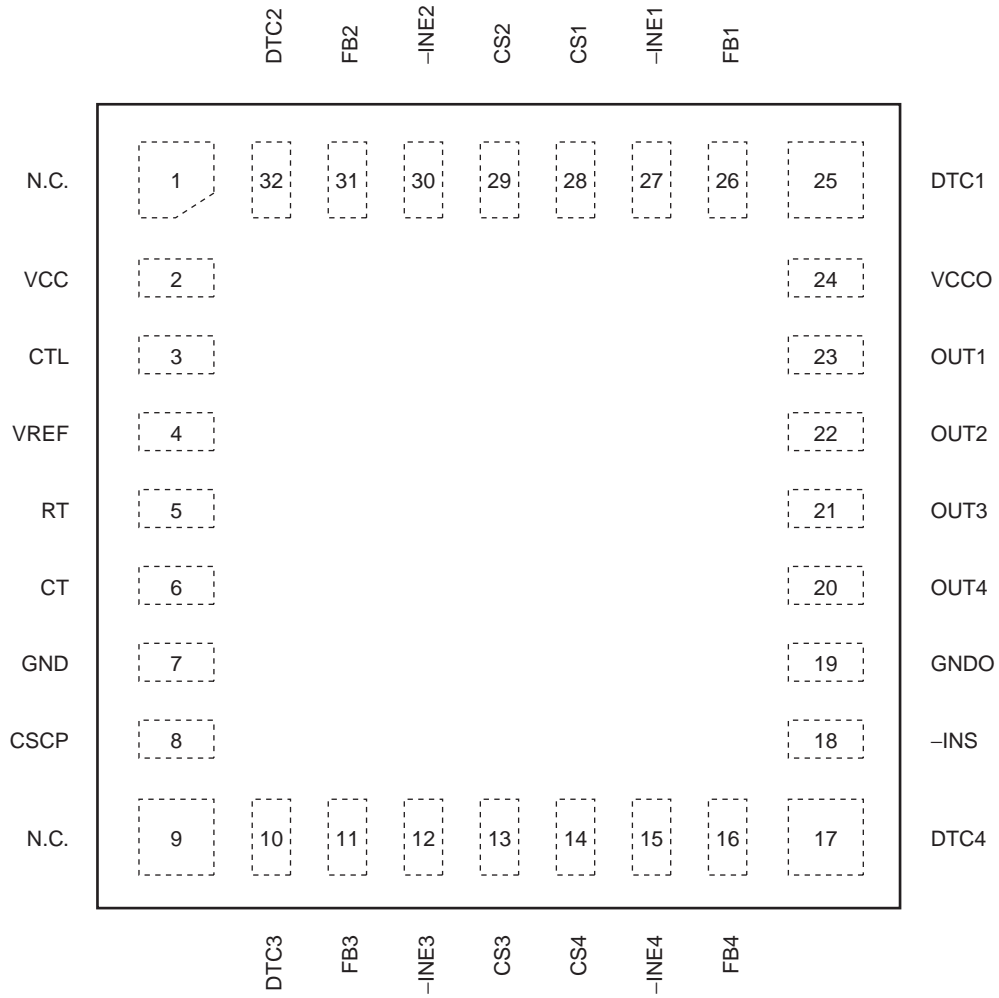 DTC2 FB2 –INE2 CS2 CS1 –INE1 FB1
N.C. 1 32 31 30 29 28 27 26 25 DTC1
VCC 2 24 VCCO
CTL 3 23 OUT1
VREF 4 22 OUT2
RT 5 21 OUT3
CT 6 20 OUT4
GND 7 19 GNDO
CSCP 8 18 –INS
N.C. 9 10 11 12 13 14 15 16 17 DTC4
DTC3 FB3 –INE3 CS3 CS4 –INE4 FB4